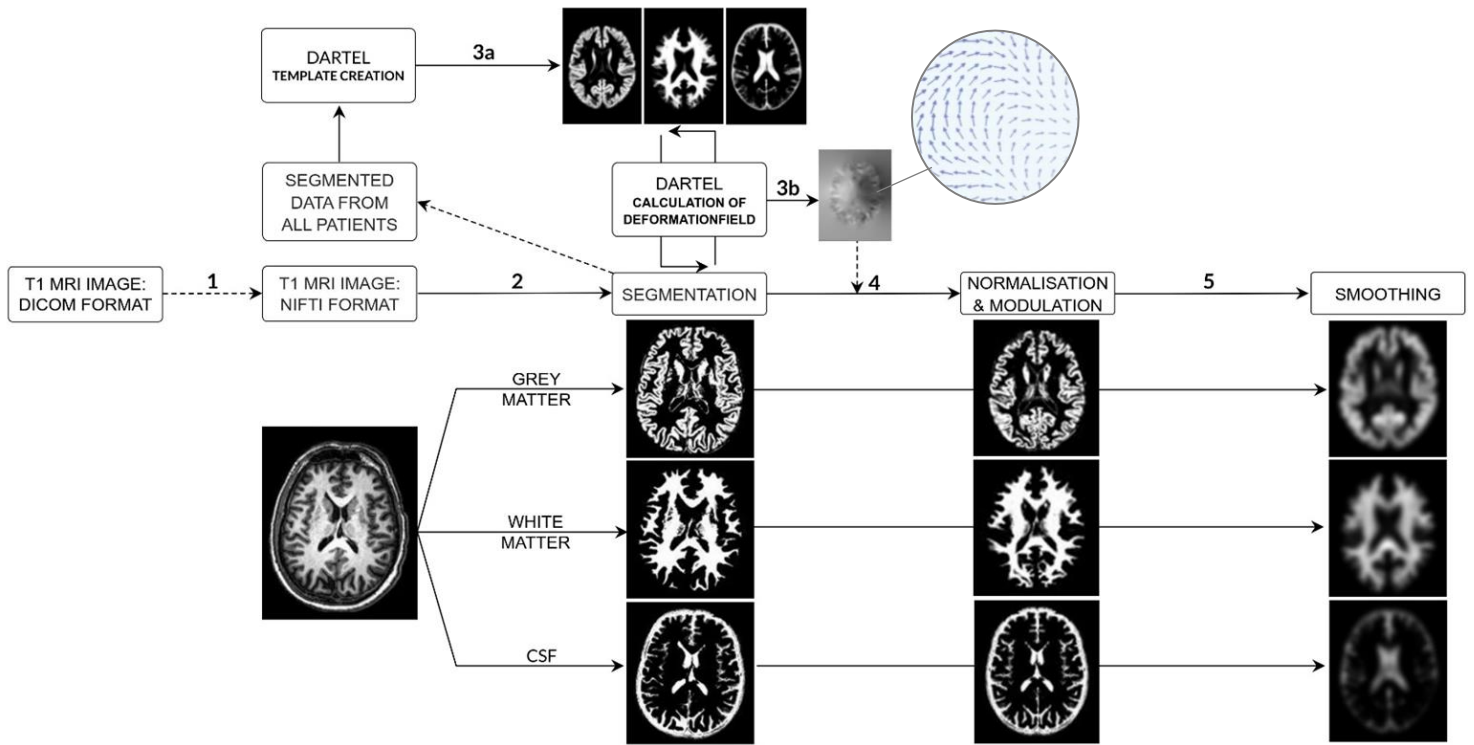 DARTEL
TEMPLATE CREATION
3a
SEGMENTED
DATA FROM
ALL PATIENTS
DARTEL
CALCULATION OF
DEFORMATIONFIELD
3b
T1 MRI IMAGE:
DICOM FORMAT
1
T1 MRI IMAGE:
NIFTI FORMAT
2
SEGMENTATION
4
NORMALISATION
& MODULATION
5
SMOOTHING
GREY
MATTER
WHITE
MATTER
CSF